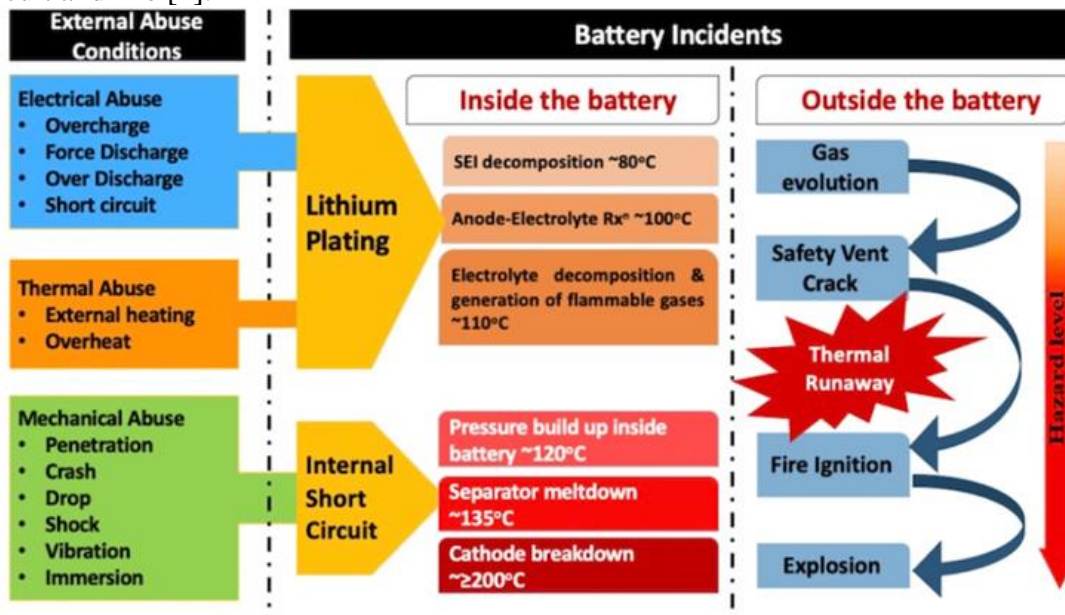 External Abuse
Conditions
Battery Incidents
Electrical Abuse
• Overcharge
• Force Discharge
• Over Discharge
• Short circuit
Thermal Abuse
• External heating
• Overheat
Mechanical Abuse
• Penetration
• Crash
• Drop
• Shock
• Vibration
• Immersion
Lithium
Plating
Internal
Short
Circuit
Inside the battery
SEI decomposition ~80°C
Anode-Electrolyte Rxⁿ ~100°C
Electrolyte decomposition &
generation of flammable gases
~110°C
Pressure build up inside
battery ~120°C
Separator meltdown
~135°C
Cathode breakdown
~≥200°C
Outside the battery
Gas
evolution
Safety Vent
Crack
Thermal
Runaway
Fire Ignition
Explosion
Hazard level